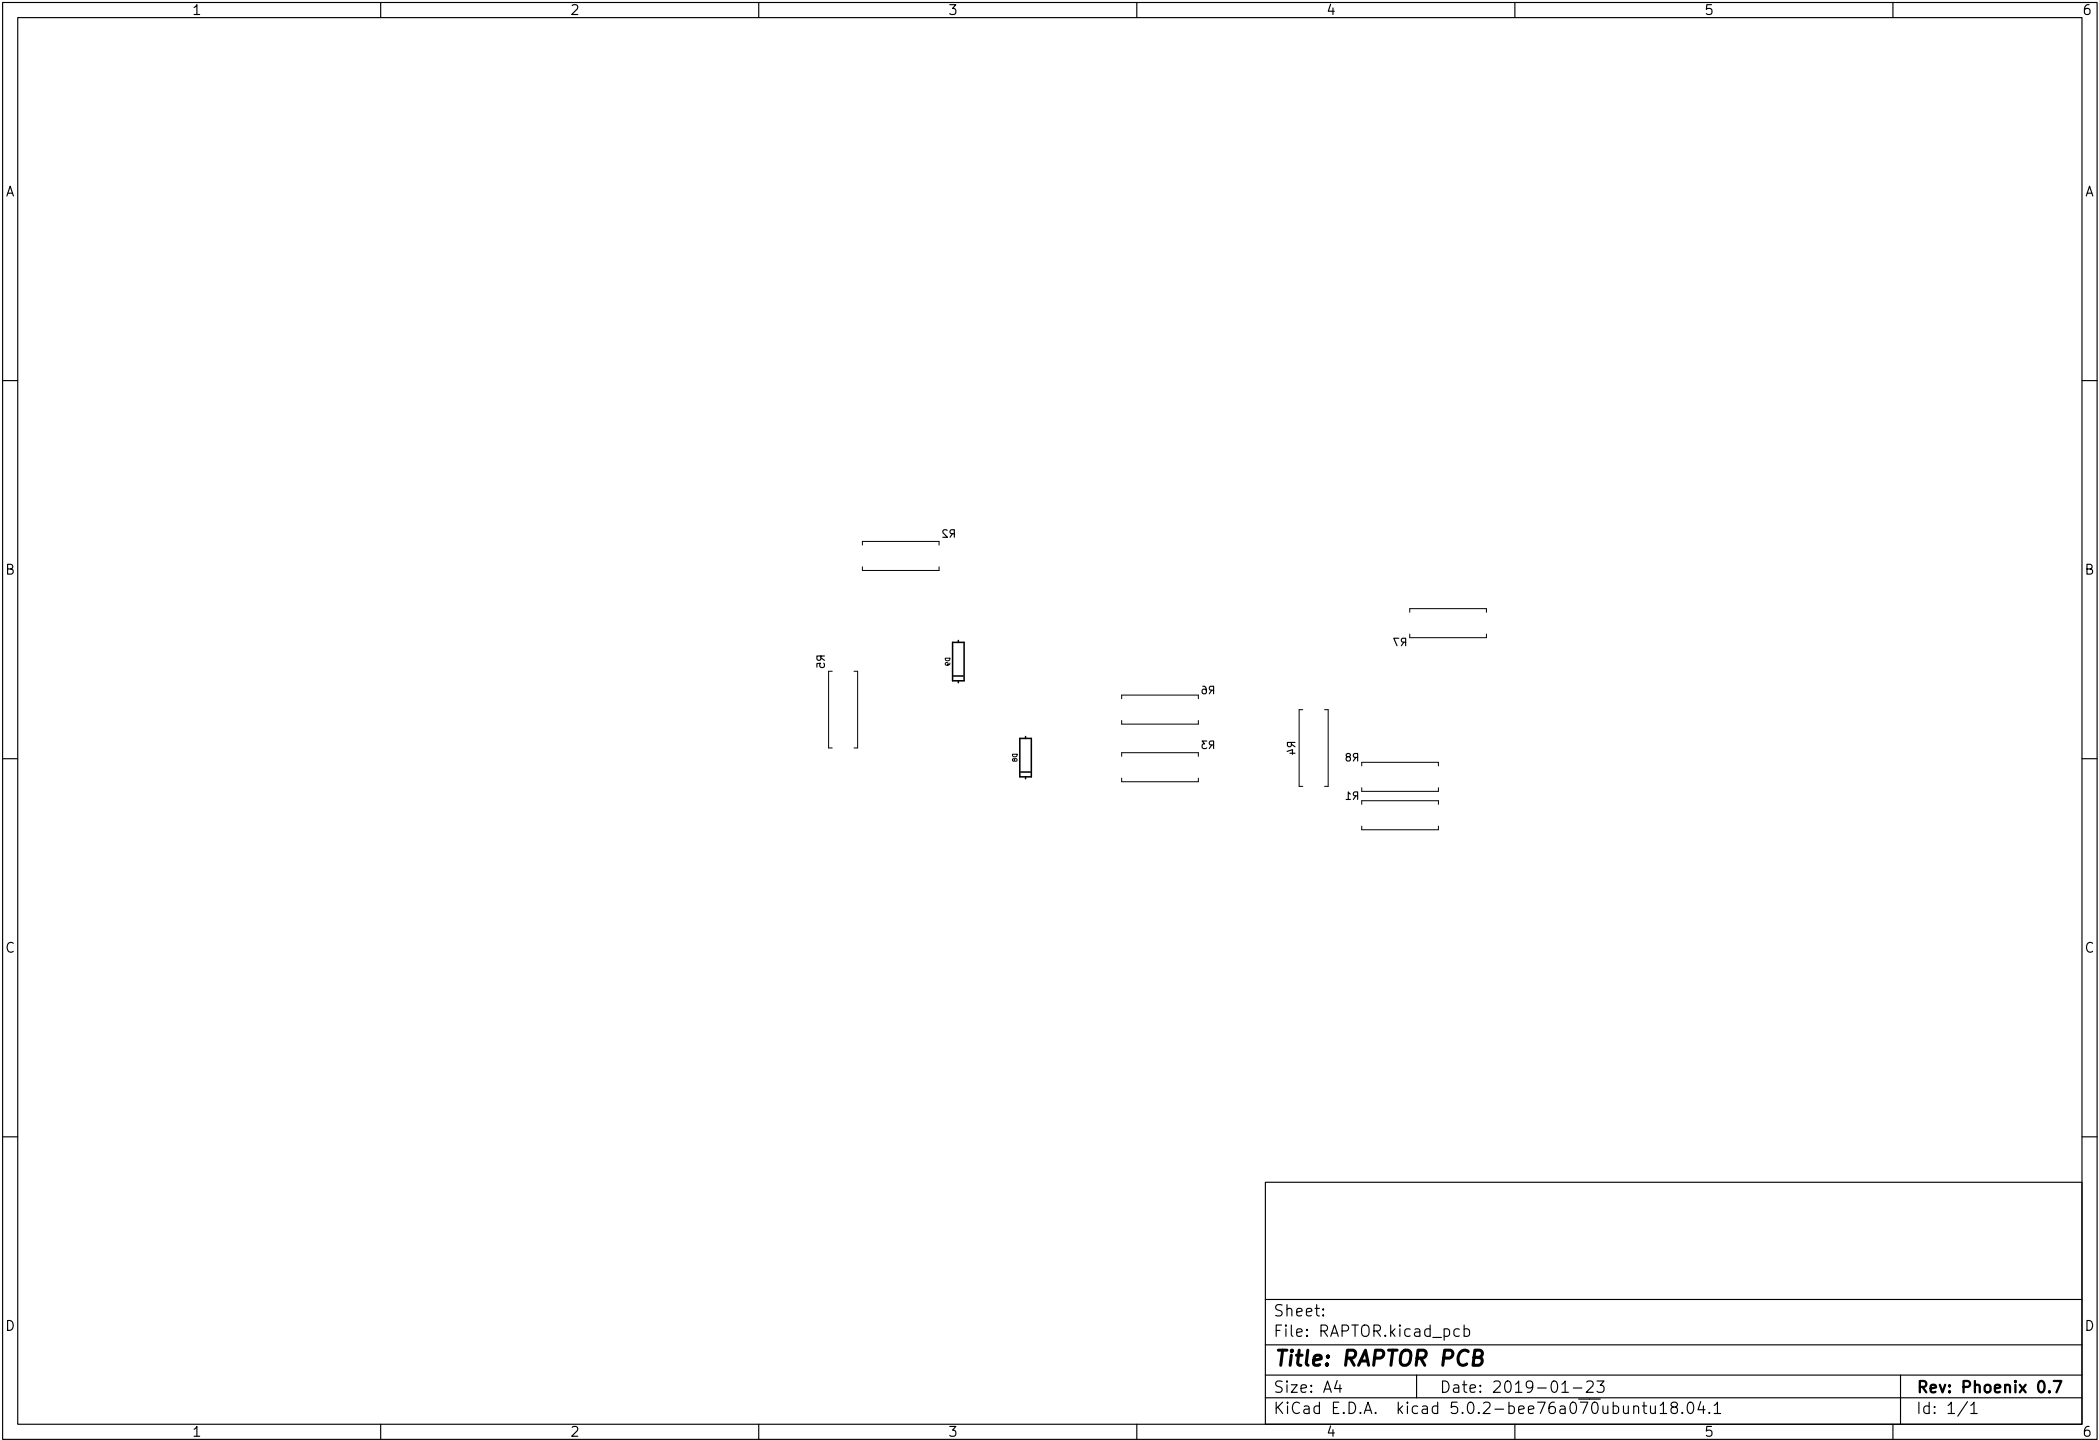 1 2 3 4 5 6
A A
R2
B B
R7
D9
R5
R6
R4
R3
D8
R8
R1
C C
Sheet:
File: RAPTOR.kicad_pcb
D D
Title: RAPTOR PCB
Size: A4 Date: 2019-01-23 Rev: Phoenix 0.7
KiCad E.D.A. kicad 5.0.2-bee76a070ubuntu18.04.1 Id: 1/1
1 2 3 4 5 6